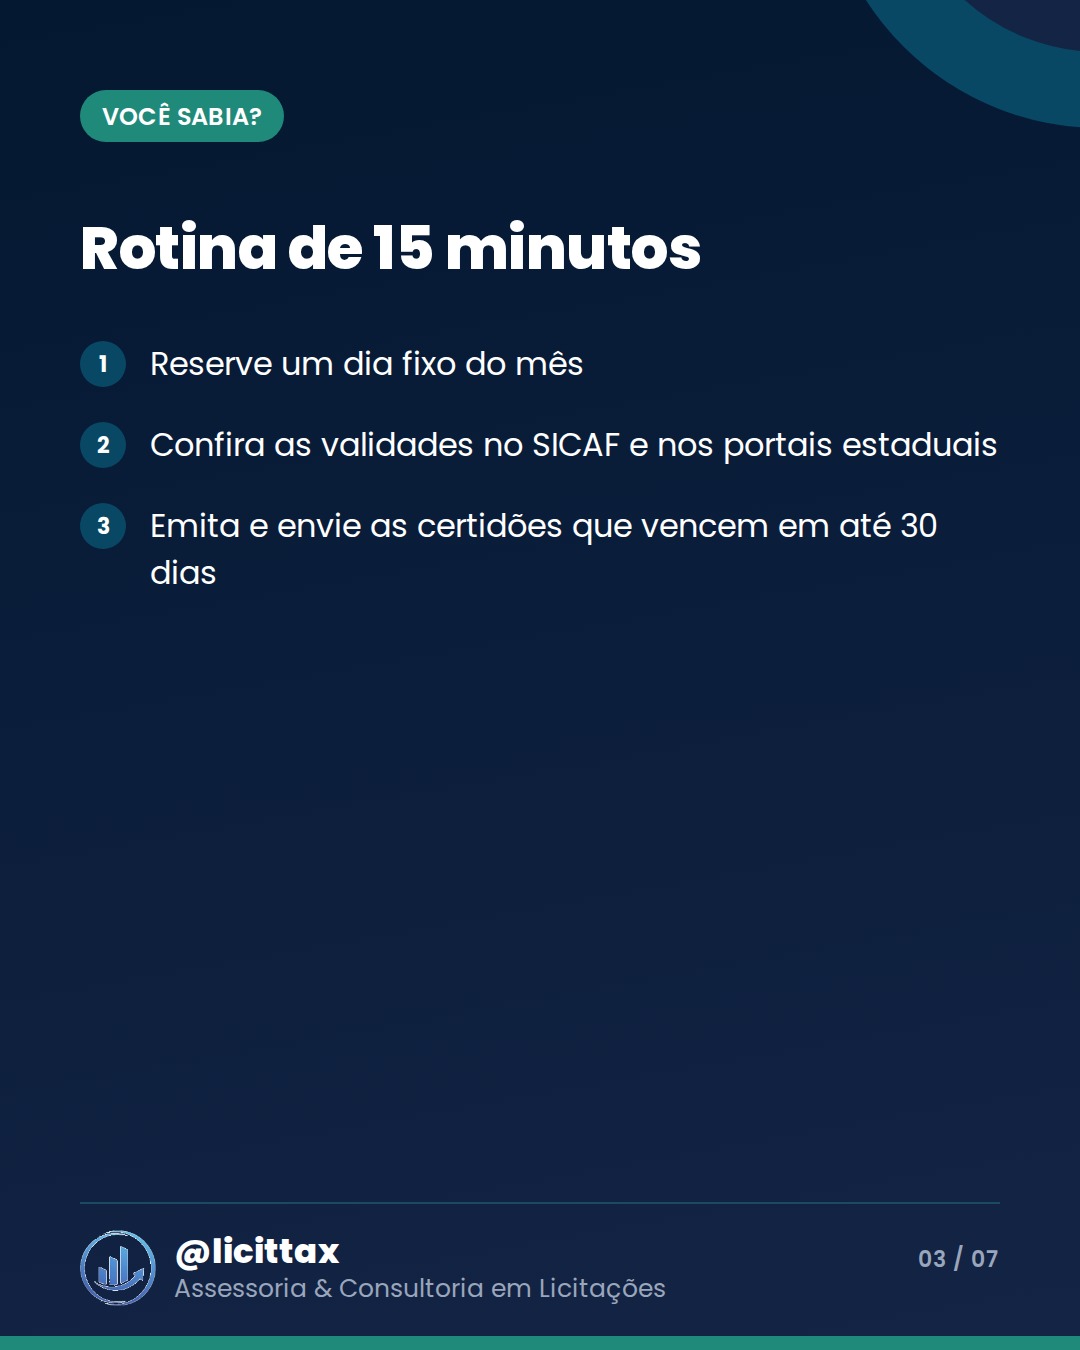 VOCÊ SABIA?
Rotina de 15 minutos
1 Reserve um dia fixo do mês
2 Confira as validades no SICAF e nos portais estaduais
3 Emita e envie as certidões que vencem em até 30
dias
@licittax
Assessoria & Consultoria em Licitações
03 / 07